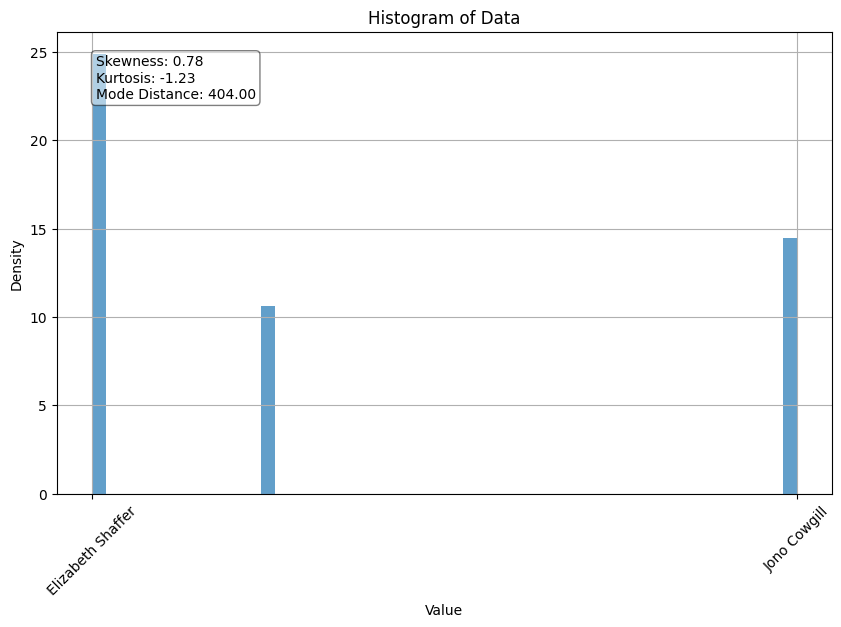 Histogram of Data
Skewness: 0.78
Kurtosis: -1.23
Mode Distance: 404.00
25
20
15
10
5
0
Density
Elizabeth Shaffer
Jono Cowgill
Value